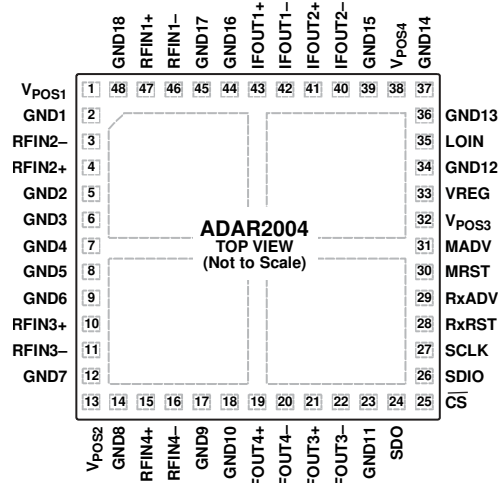 GND18 RFIN1+ RFIN1– GND17 GND16 IFOUT1+ IFOUT1– IFOUT2+ IFOUT2– GND15 VPOS4 GND14
48 47 46 45 44 43 42 41 40 39 38 37
VPOS1 1
GND1 2
RFIN2– 3
RFIN2+ 4
GND2 5
GND3 6
GND4 7
GND5 8
GND6 9
RFIN3+ 10
RFIN3– 11
GND7 12
ADAR2004
TOP VIEW
(Not to Scale)
36 GND13
35 LOIN
34 GND12
33 VREG
32 VPOS3
31 MADV
30 MRST
29 RxADV
28 RxRST
27 SCLK
26 SDIO
25 CS
13 14 15 16 17 18 19 20 21 22 23 24
VPOS2 GND8 RFIN4+ RFIN4– GND9 GND10 FOUT4+ FOUT4– FOUT3+ FOUT3– GND11 SDO